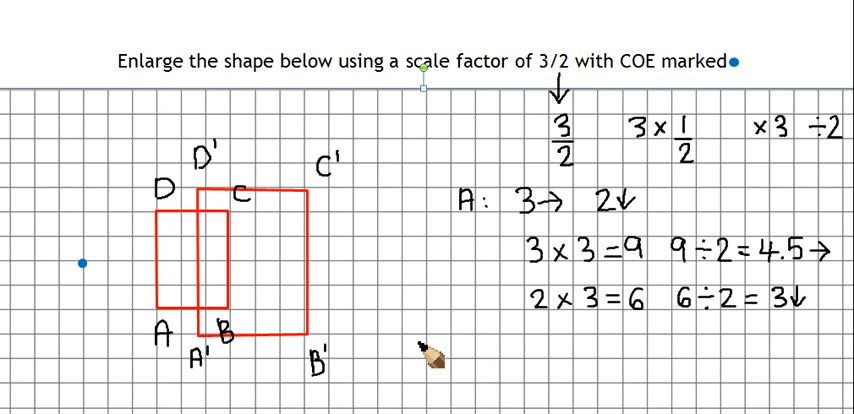 Enlarge the shape below using a scale factor of 3/2 with COE marked
↓
3/2 3 × 1/2 ×3 ÷2
D' C'
D C A: 3→ 2↓
3 × 3 = 9 9 ÷ 2 = 4.5→
2 × 3 = 6 6 ÷ 2 = 3↓
A B
A' B'